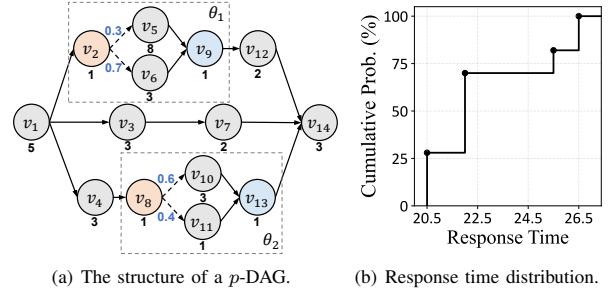 θ₁
v₂
1
0.3
0.7
v₅
8
v₆
3
v₉
1
v₁₂
2
v₁
5
v₃
3
v₇
2
v₁₄
3
v₄
3
v₈
1
0.6
0.4
v₁₀
3
v₁₁
1
v₁₃
1
θ₂
(a) The structure of a p-DAG.
Cumulative Prob. (%)
100
75
50
25
0
20.5 22.5 24.5 26.5
Response Time
(b) Response time distribution.